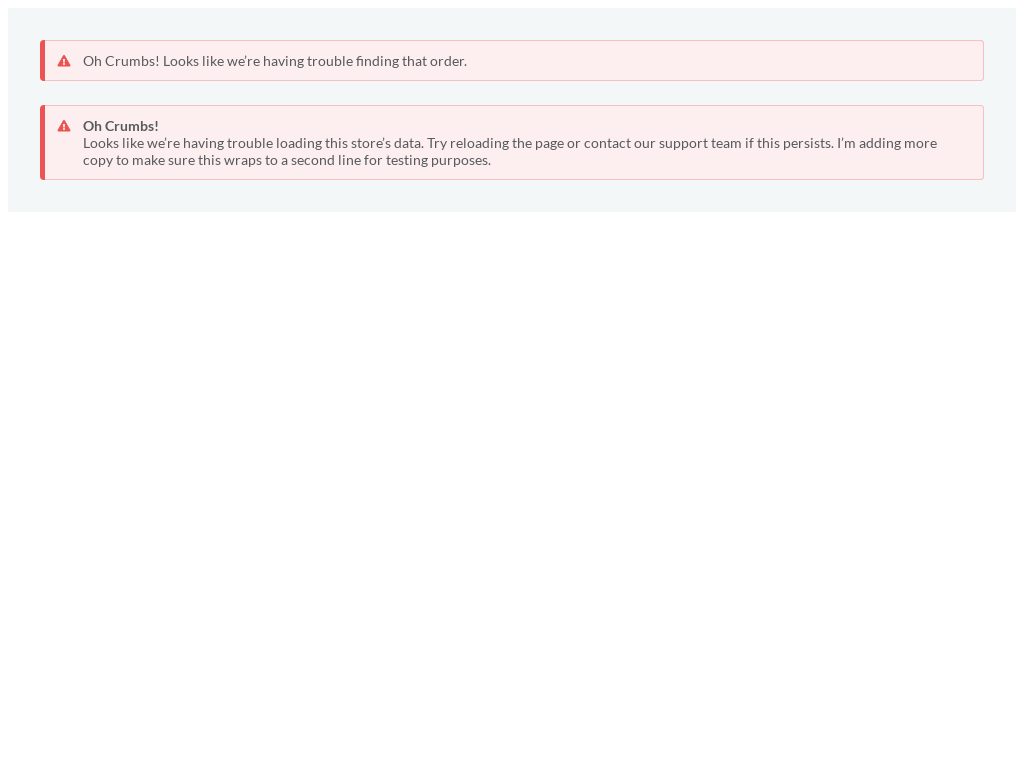 Oh Crumbs! Looks like we’re having trouble finding that order.
Oh Crumbs!
Looks like we’re having trouble loading this store’s data. Try reloading the page or contact our support team if this persists. I’m adding more
copy to make sure this wraps to a second line for testing purposes.